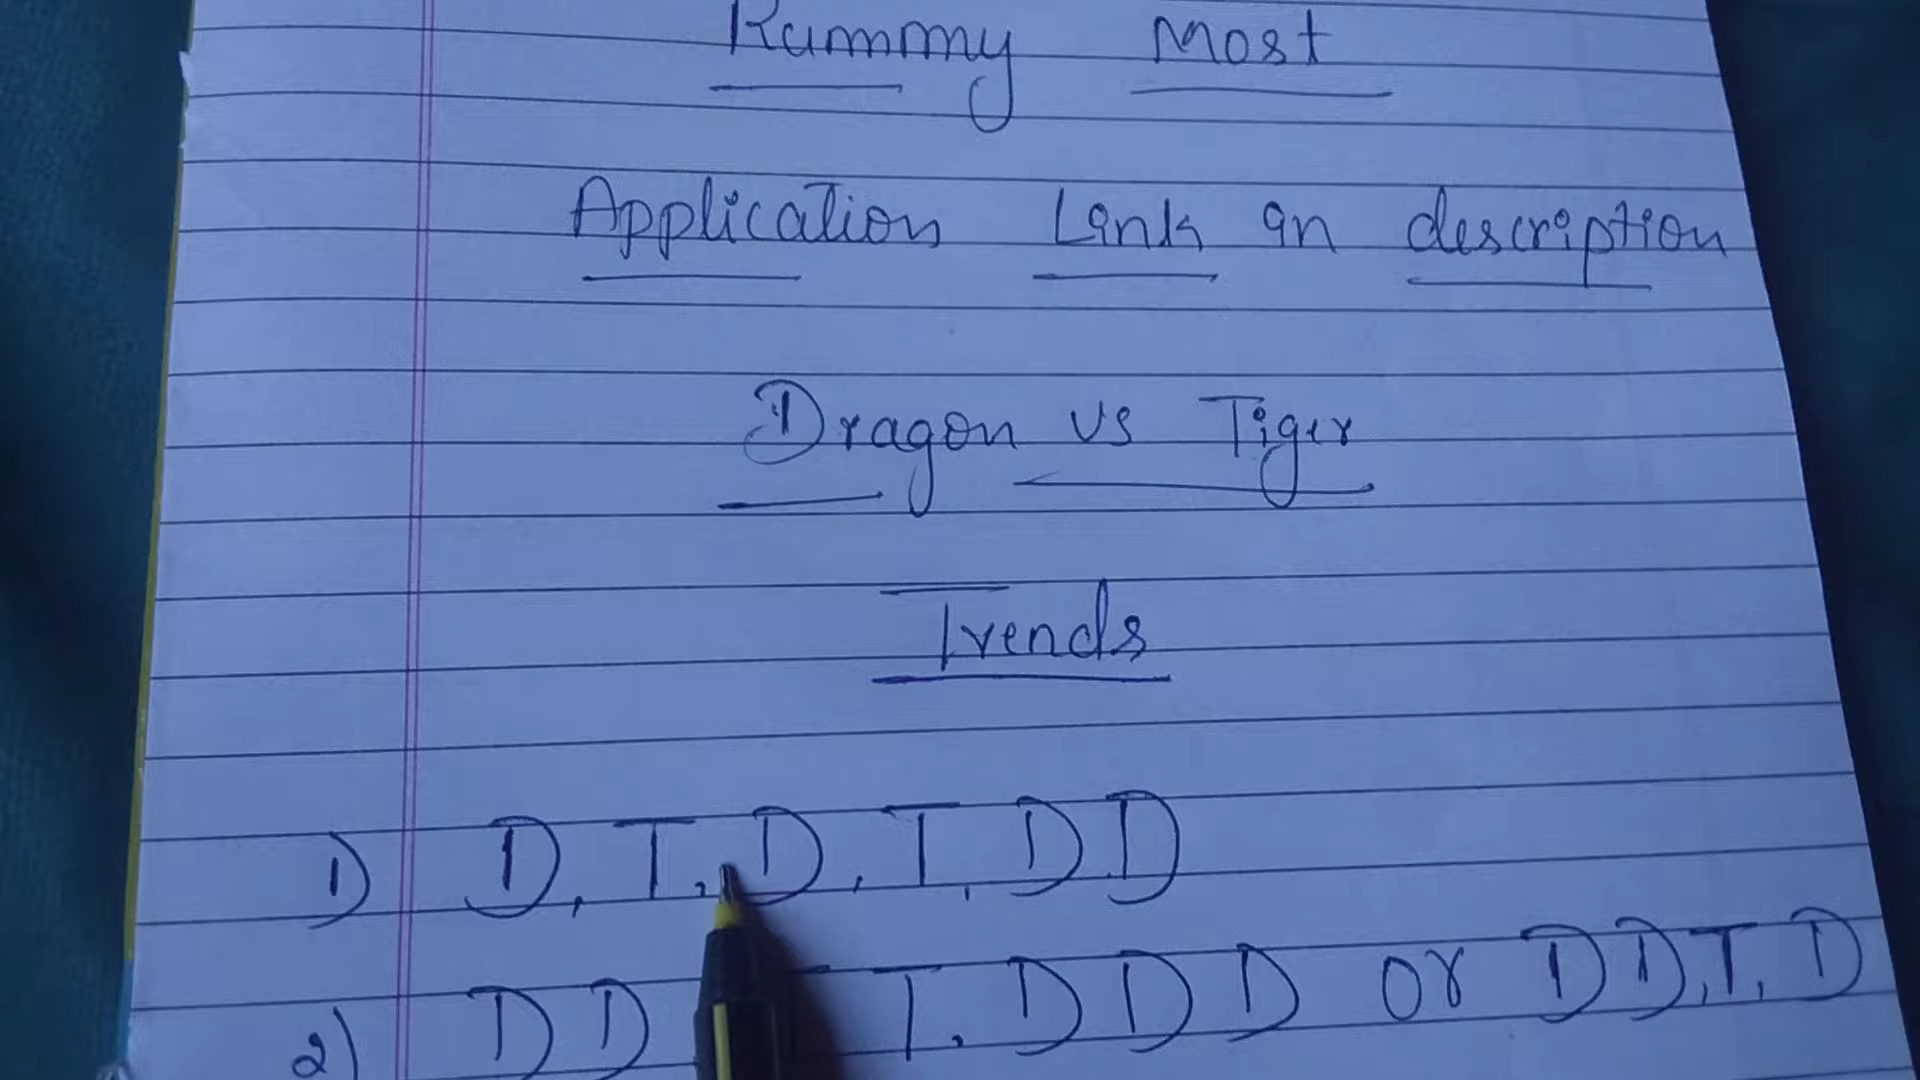 Rummy Most
Application Link in description
Dragon vs Tiger
Trends
1) D, T, D, T, D D
2) D D T, D D D or D D, T, D